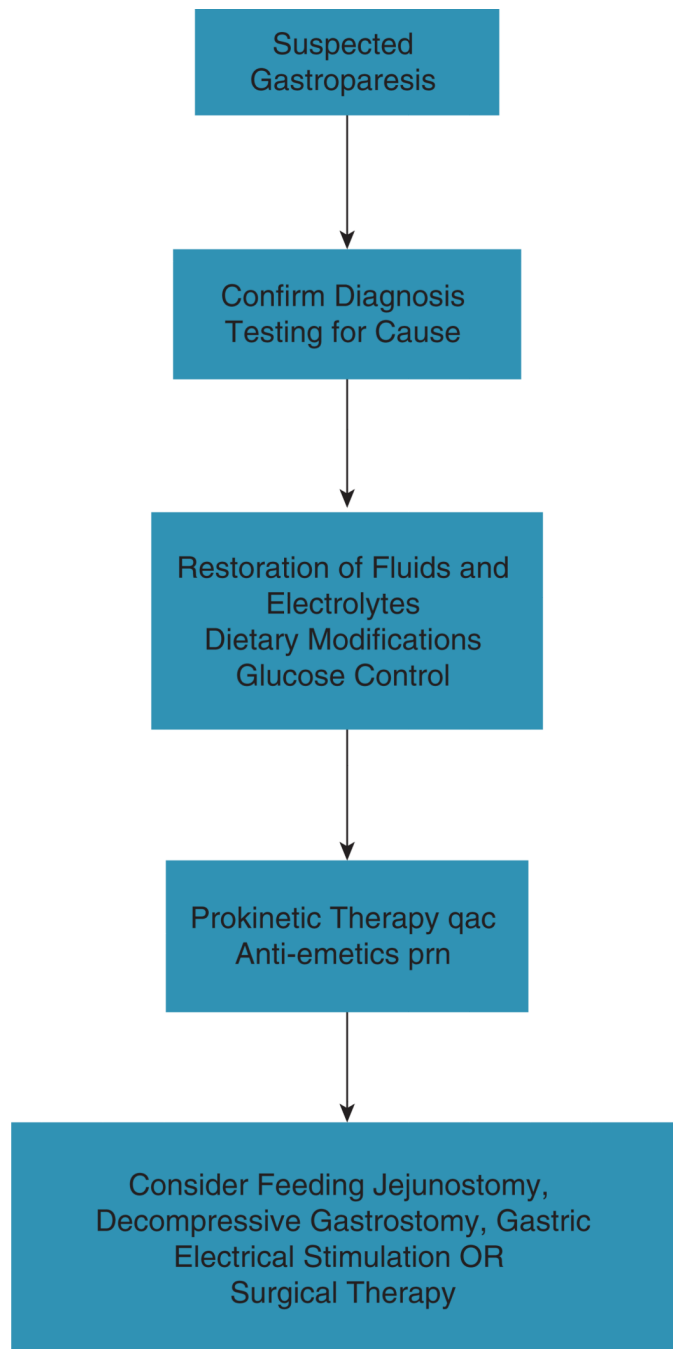 Suspected
Gastroparesis
Confirm Diagnosis
Testing for Cause
Restoration of Fluids and
Electrolytes
Dietary Modifications
Glucose Control
Prokinetic Therapy qac
Anti-emetics prn
Consider Feeding Jejunostomy,
Decompressive Gastrostomy, Gastric
Electrical Stimulation OR
Surgical Therapy